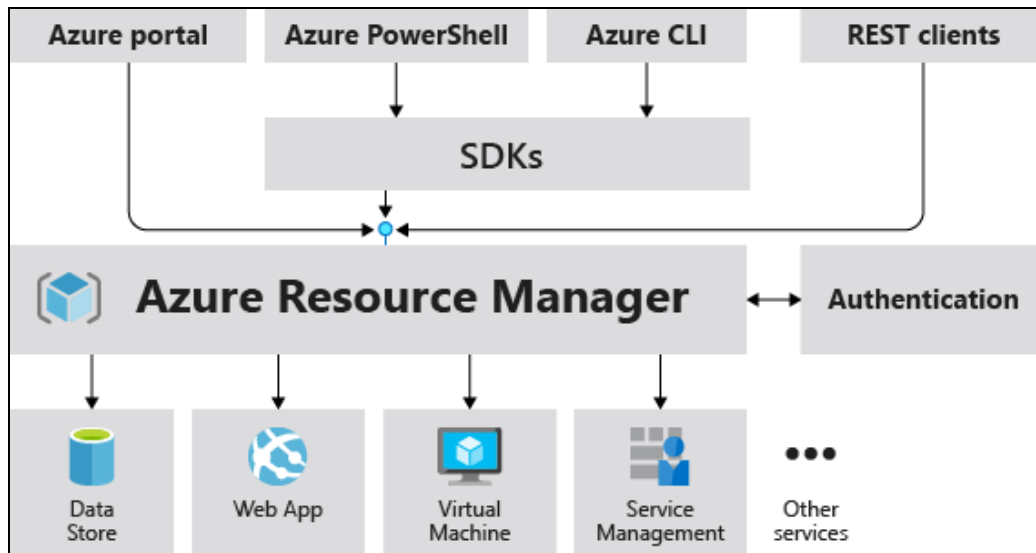 Azure portal
Azure PowerShell
Azure CLI
REST clients
SDKs
Azure Resource Manager
Authentication
Data
Store
Web App
Virtual
Machine
Service
Management
Other
services